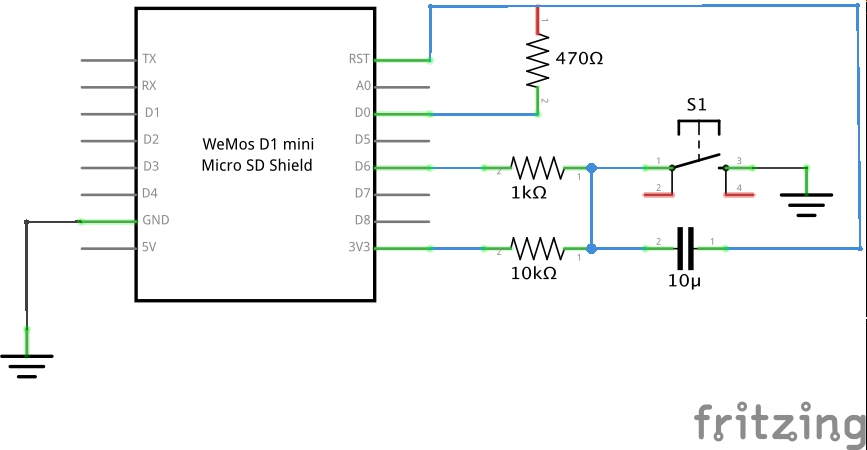 TX
RX
D1
D2
D3
D4
GND
5V
WeMos D1 mini
Micro SD Shield
RST
A0
D0
D5
D6
D7
D8
3V3
1
470Ω
2
2
1
1kΩ
2
1
10kΩ
S1
1
3
2
4
2
1
10µ
fritzing